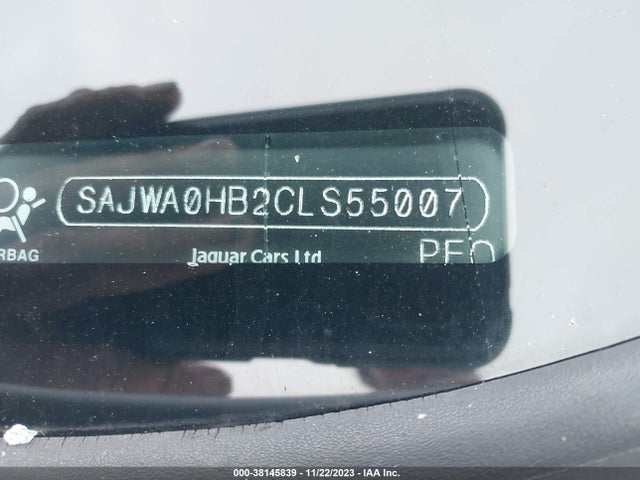 SAJWA0HB2CLS55007
RBAG
Jaguar Cars Ltd
000-38145839 - 11/22/2023 - IAA Inc.